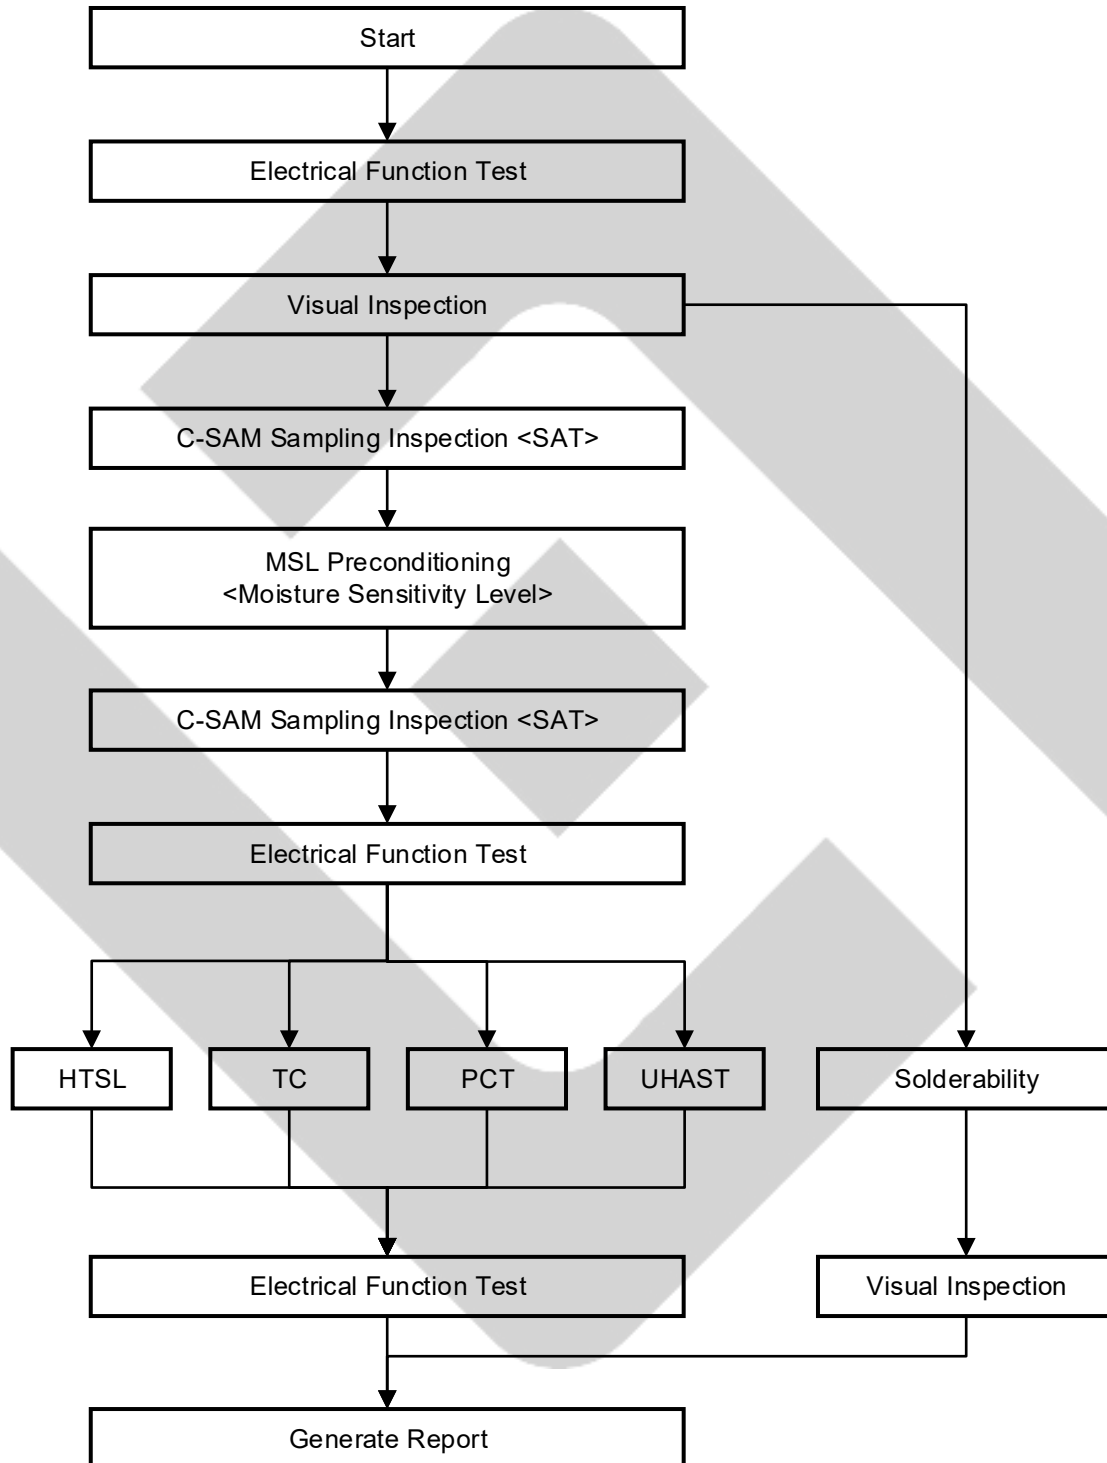 Start
Electrical Function Test
Visual Inspection
C-SAM Sampling Inspection <SAT>
MSL Preconditioning
<Moisture Sensitivity Level>
C-SAM Sampling Inspection <SAT>
Electrical Function Test
HTSL
TC
PCT
UHAST
Solderability
Electrical Function Test
Visual Inspection
Generate Report